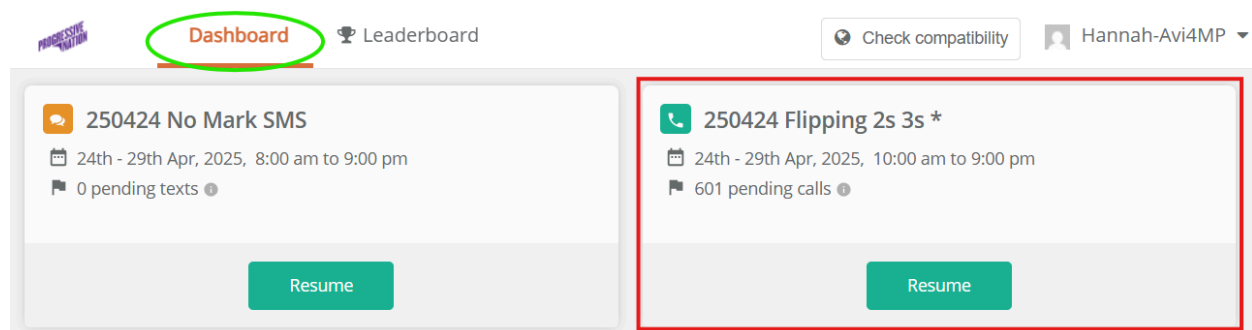 PROGRESSIVE NATION
Dashboard
Leaderboard
Check compatibility
Hannah-Avi4MP
250424 No Mark SMS
24th - 29th Apr, 2025, 8:00 am to 9:00 pm
0 pending texts
Resume
250424 Flipping 2s 3s *
24th - 29th Apr, 2025, 10:00 am to 9:00 pm
601 pending calls
Resume